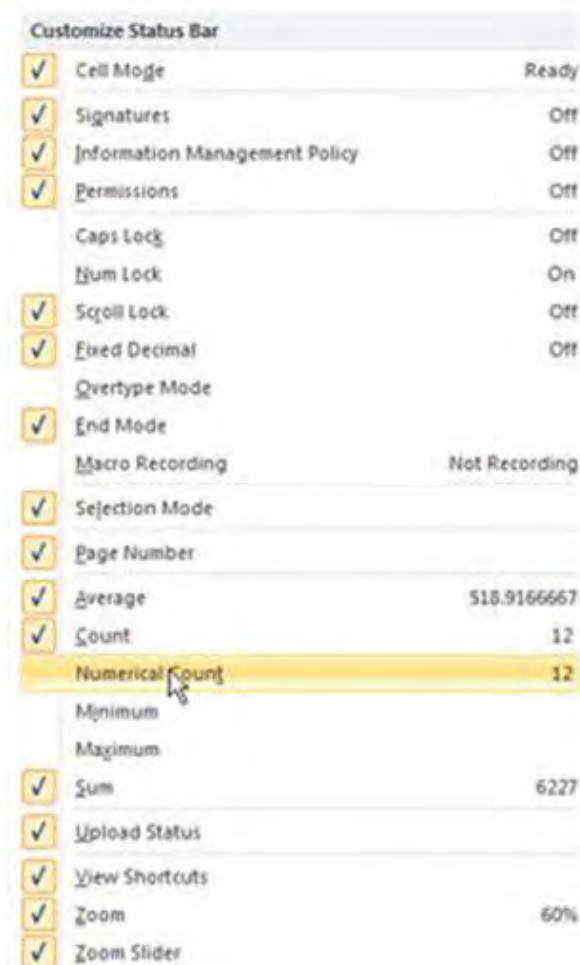 Customize Status Bar
Cell Mode Ready
Signatures Off
Information Management Policy Off
Permissions Off
Caps Lock Off
Num Lock On
Scroll Lock Off
Fixed Decimal Off
Overtype Mode
End Mode
Macro Recording Not Recording
Selection Mode
Page Number
Average 518.9166667
Count 12
Numerical Count 12
Minimum
Maximum
Sum 6227
Upload Status
View Shortcuts
Zoom 60%
Zoom Slider